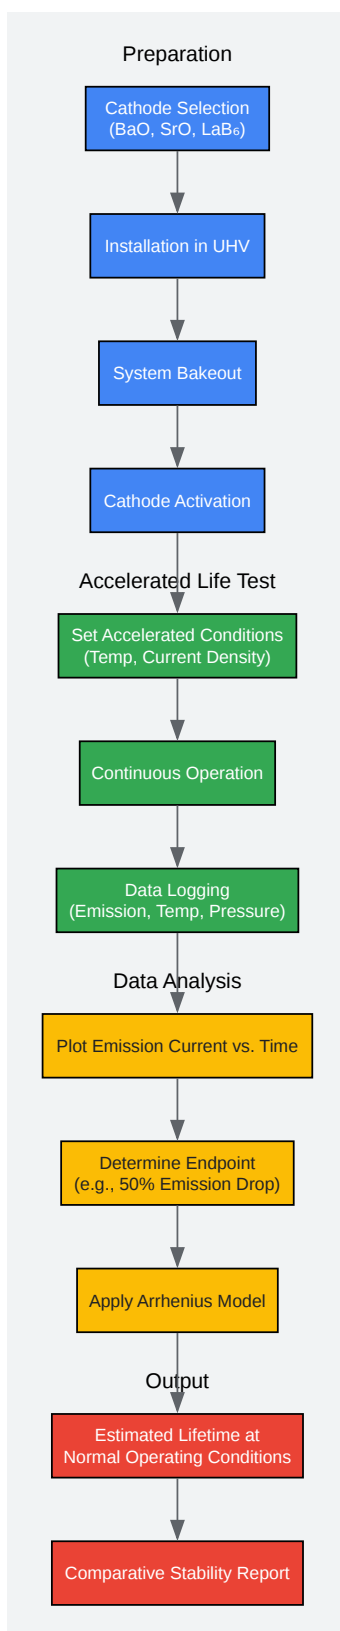 Preparation
Cathode Selection
(BaO, SrO, LaB₆)
Installation in UHV
System Bakeout
Cathode Activation
Accelerated Life Test
Set Accelerated Conditions
(Temp, Current Density)
Continuous Operation
Data Logging
(Emission, Temp, Pressure)
Data Analysis
Plot Emission Current vs. Time
Determine Endpoint
(e.g., 50% Emission Drop)
Apply Arrhenius Model
Output
Estimated Lifetime at
Normal Operating Conditions
Comparative Stability Report